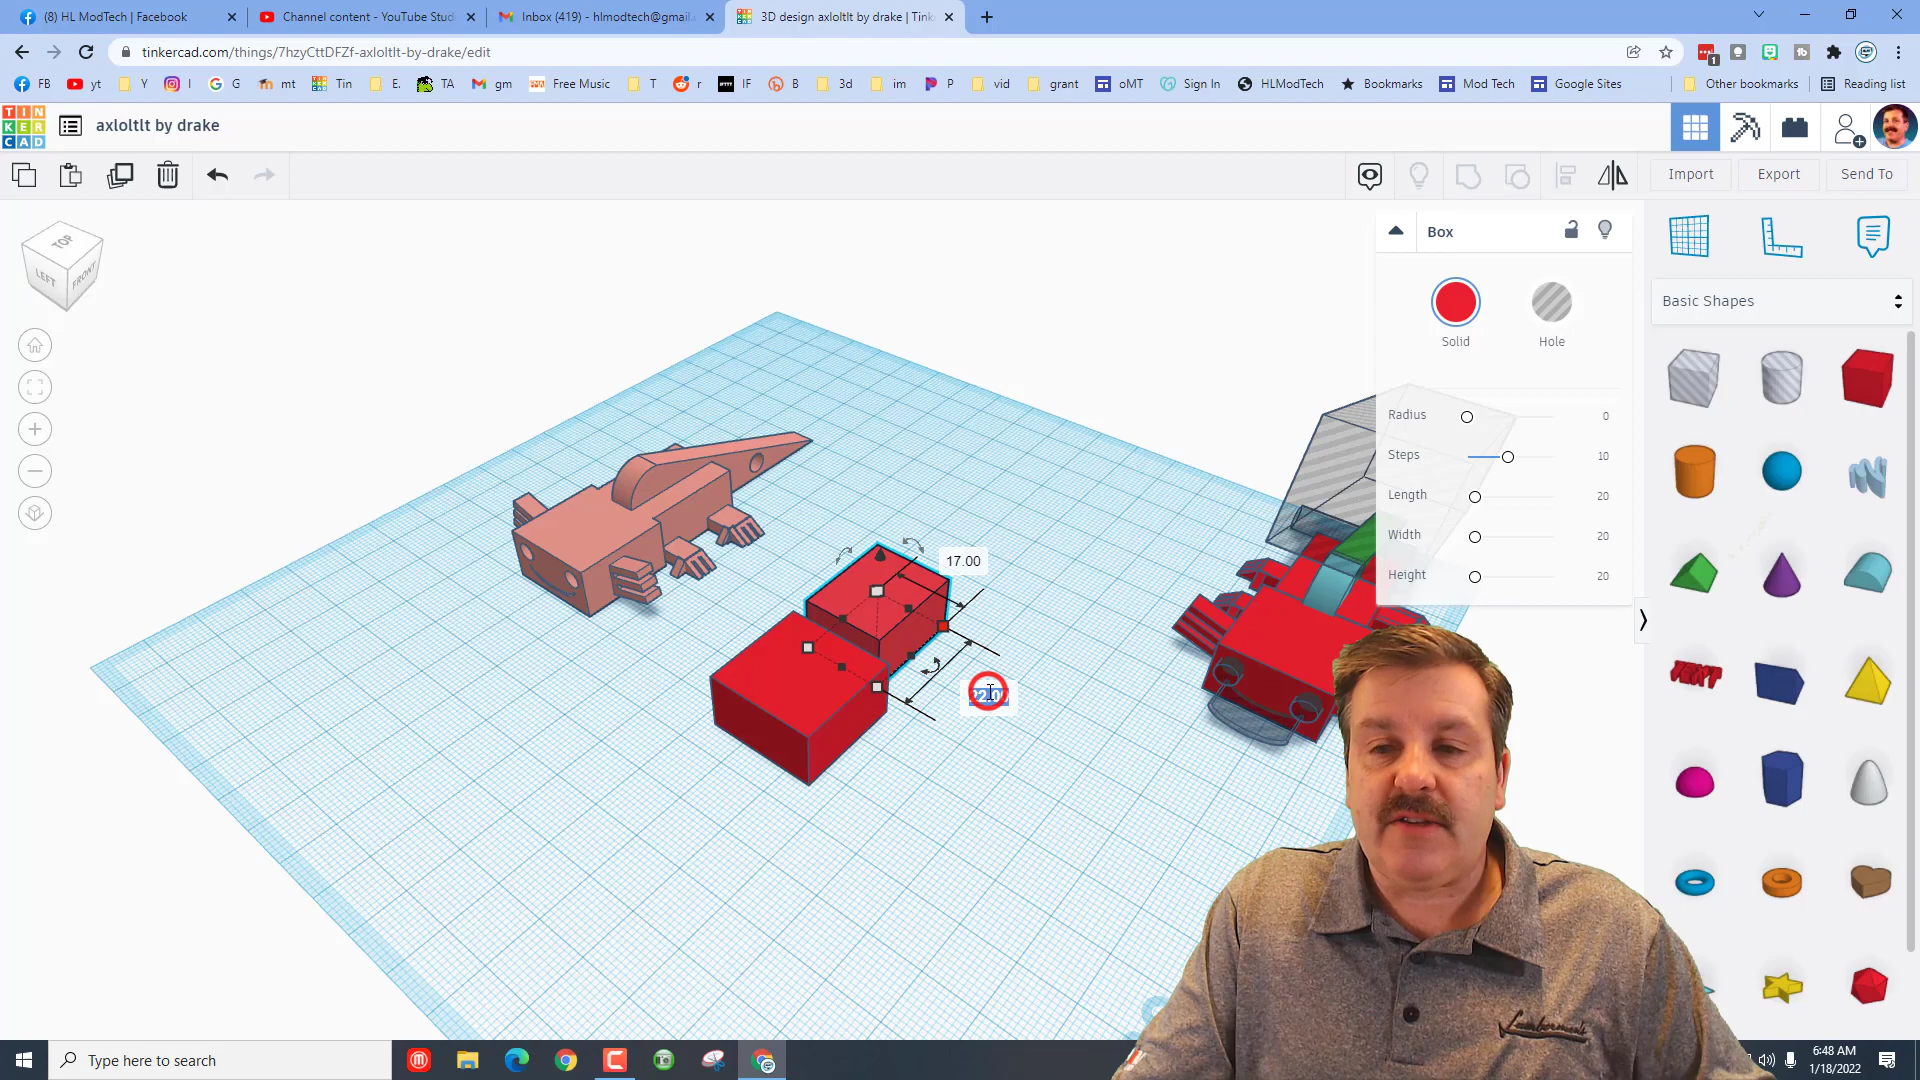 (8) HL ModTech | Facebook
Channel content - YouTube Stud
Inbox (419) - hlmodtech@gmail.
3D design axloltlt by drake | Tink
tinkercad.com/things/7hzyCttDFZf-axloltlt-by-drake/edit
FB
yt
Y
I
G
mt
Tin
E.
TA
gm
Free Music
T
r
IF
B
3d
im
P
vid
grant
oMT
Sign In
HLModTech
Bookmarks
Mod Tech
Google Sites
Other bookmarks
Reading list
TIN
KER
CAD
axloltlt by drake
Import
Export
Send To
TOP
LEFT
FRONT
Box
Solid
Hole
Radius 0
Steps 10
Length 20
Width 20
Height 20
Basic Shapes
TEXT
17.00
22.00
Type here to search
6:48 AM
1/18/2022